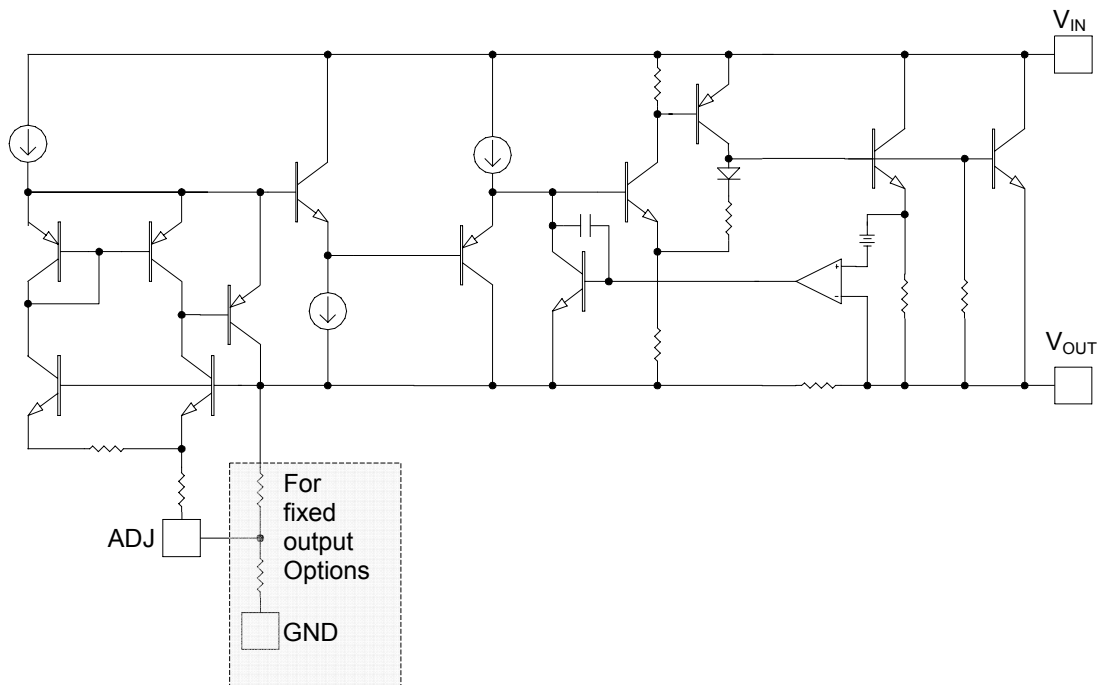 V_IN
V_OUT
+
-
For
fixed
output
Options
ADJ
GND